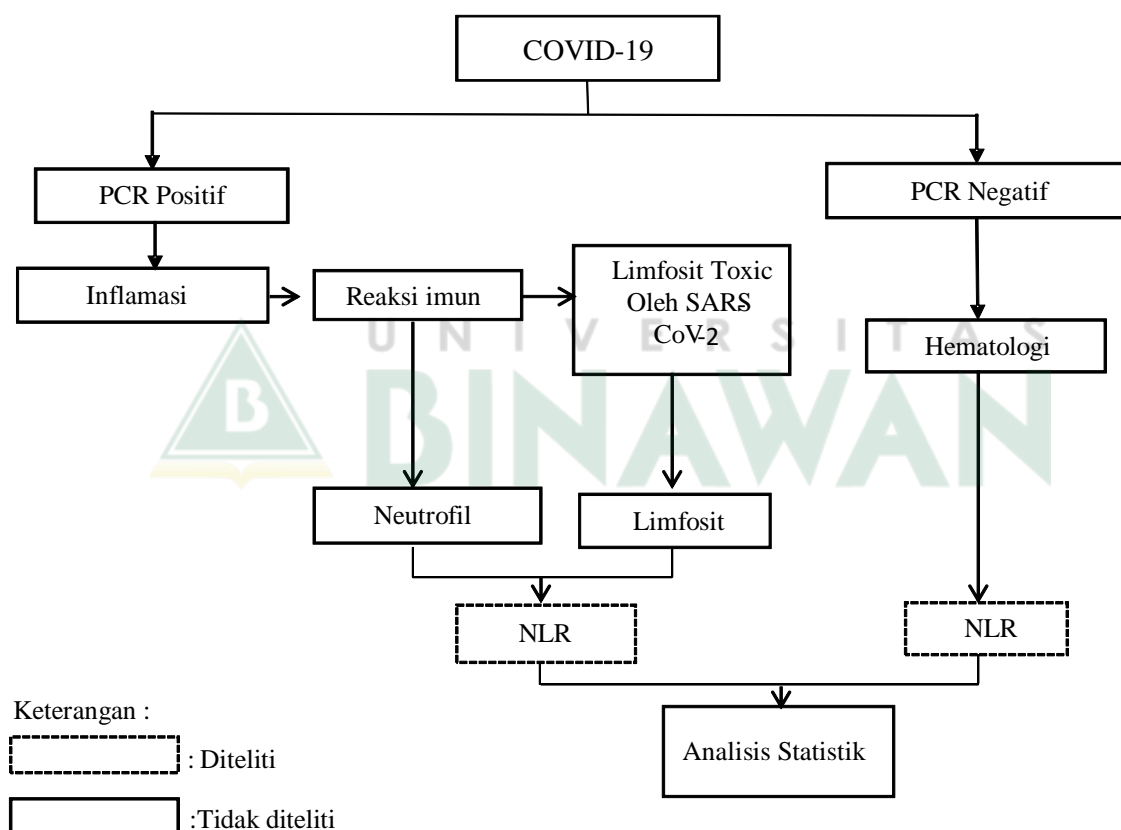 COVID-19
PCR Positif
PCR Negatif
Inflamasi
Reaksi imun
Limfosit Toxic
Oleh SARS
CoV-2
Hematologi
UNIVERSITAS
B
BINAWAN
Neutrofil
Limfosit
NLR
NLR
Analisis Statistik
Keterangan :
: Diteliti
:Tidak diteliti